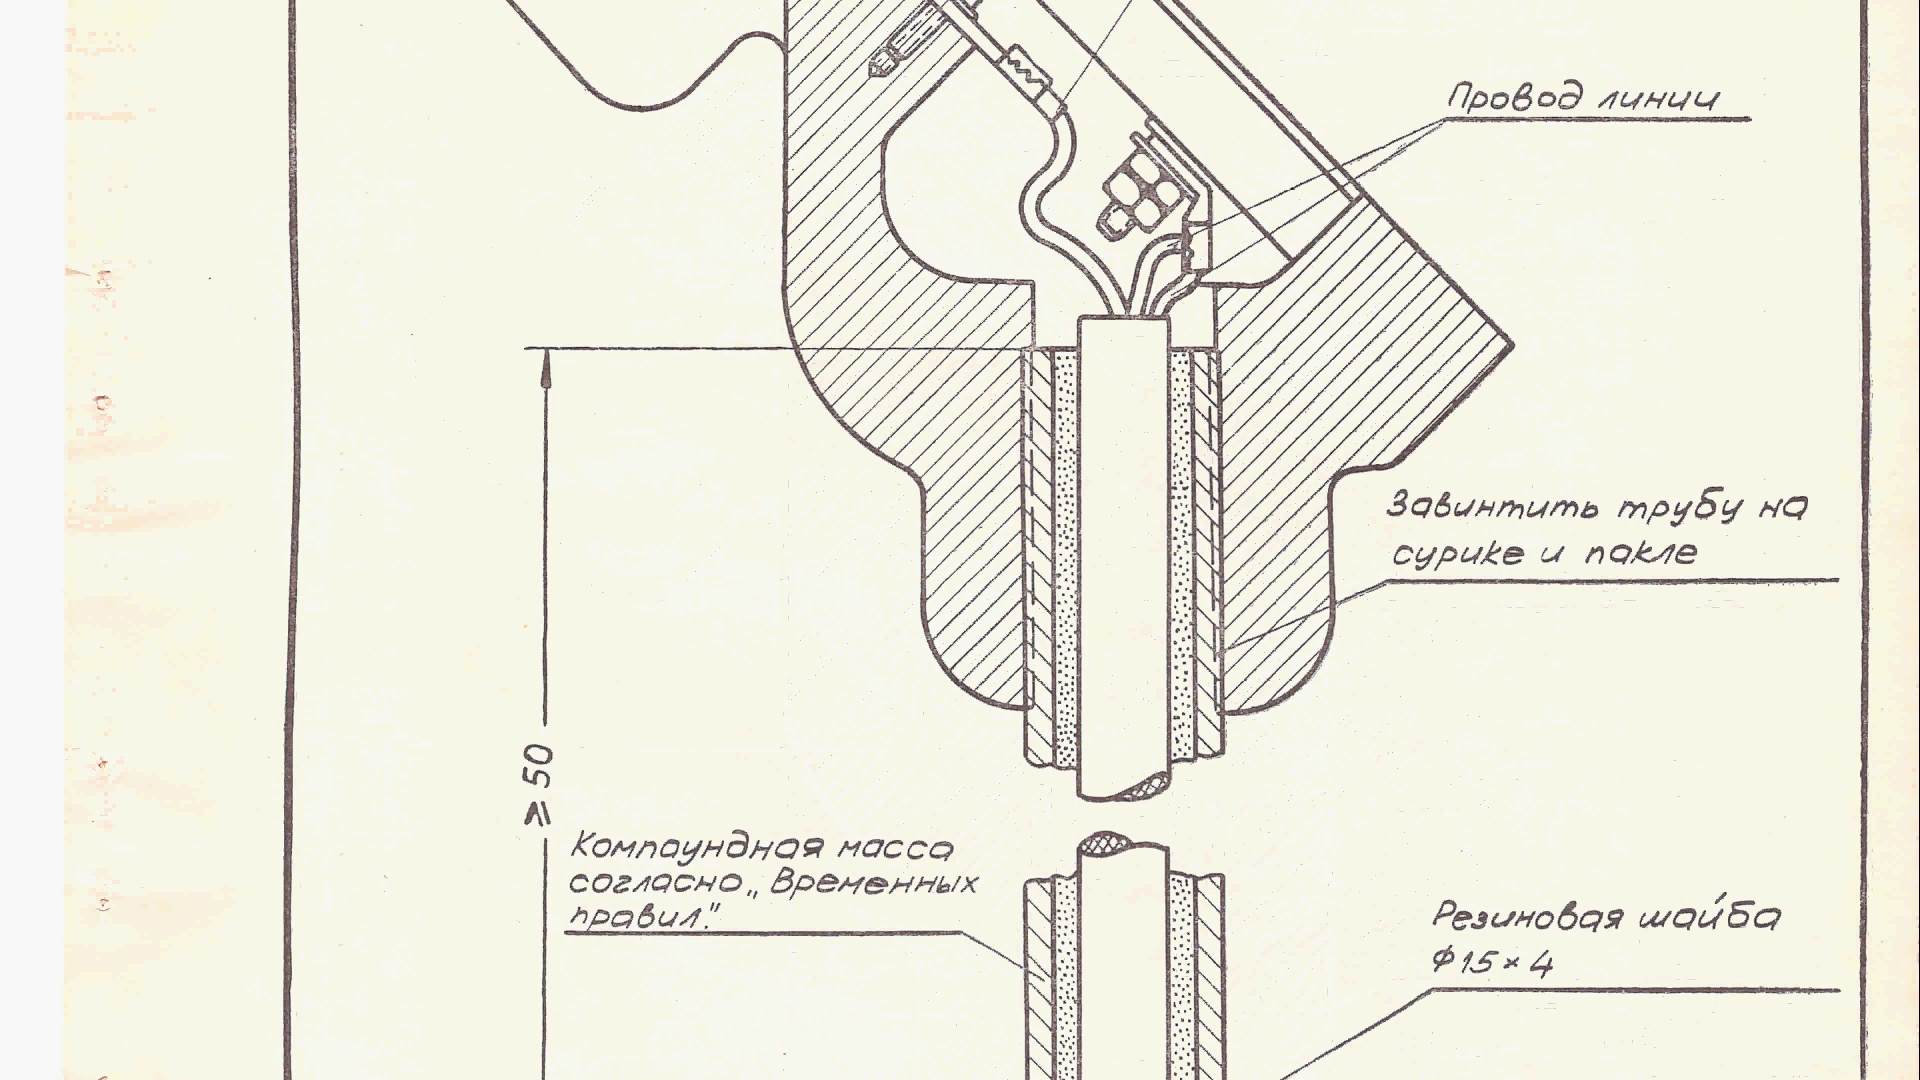 Провод линии
Завинтить трубу на
сурике и пакле
≥50
Компаундная масса
согласно „Временных
правил."
Резиновая шайба
Ф15×4